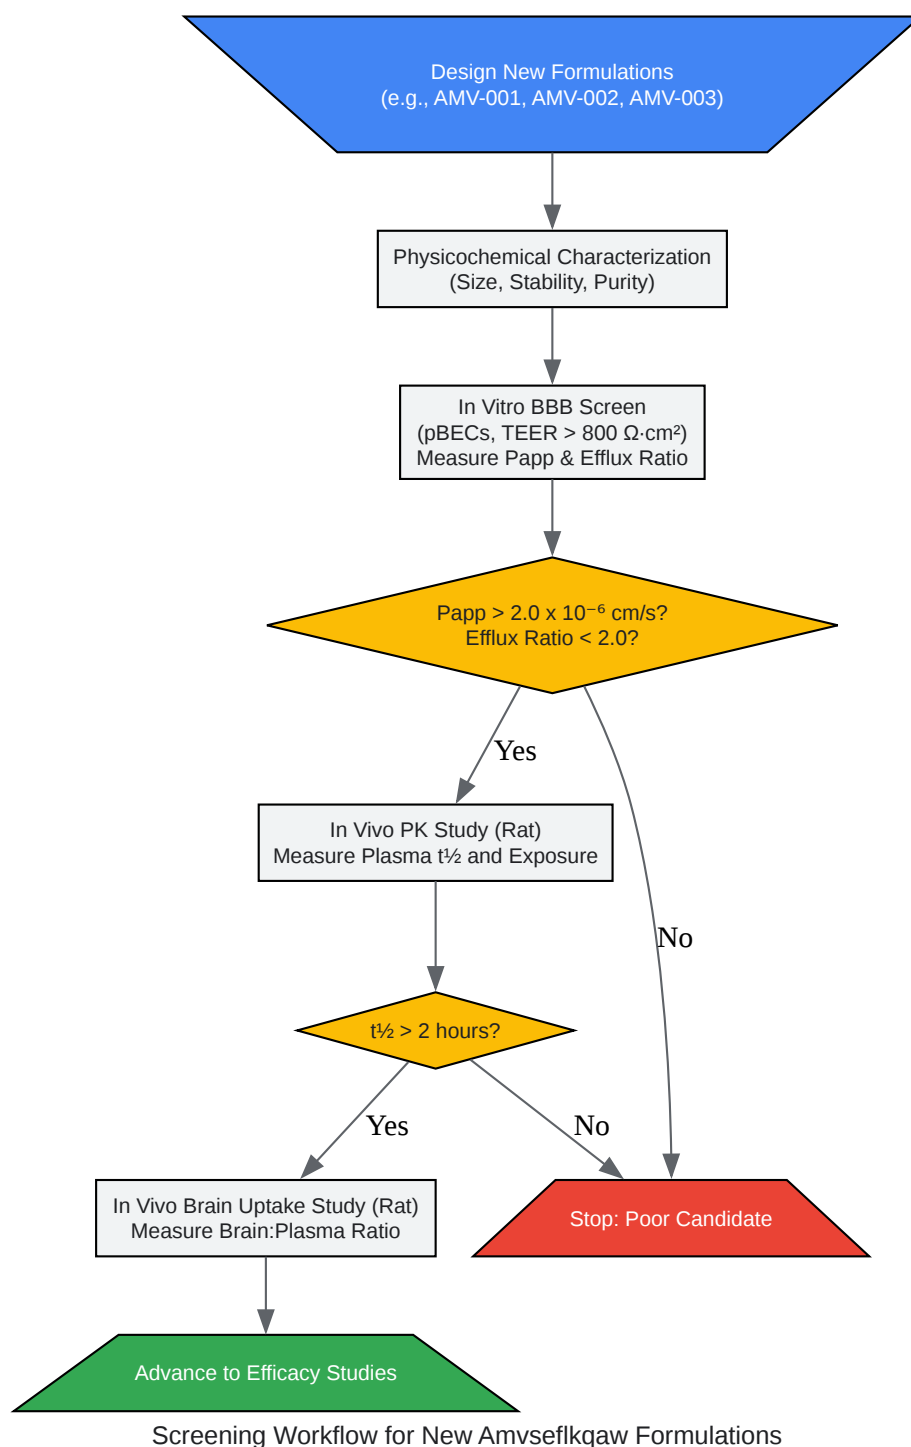 Design New Formulations
(e.g., AMV-001, AMV-002, AMV-003)
Physicochemical Characterization
(Size, Stability, Purity)
In Vitro BBB Screen
(pBECs, TEER > 800 Ω·cm²)
Measure Papp & Efflux Ratio
Papp > 2.0 x 10⁻⁶ cm/s?
Efflux Ratio < 2.0?
Yes
In Vivo PK Study (Rat)
Measure Plasma t½ and Exposure
No
t½ > 2 hours?
Yes
No
In Vivo Brain Uptake Study (Rat)
Measure Brain:Plasma Ratio
Stop: Poor Candidate
Advance to Efficacy Studies
Screening Workflow for New Amvseflkqaw Formulations